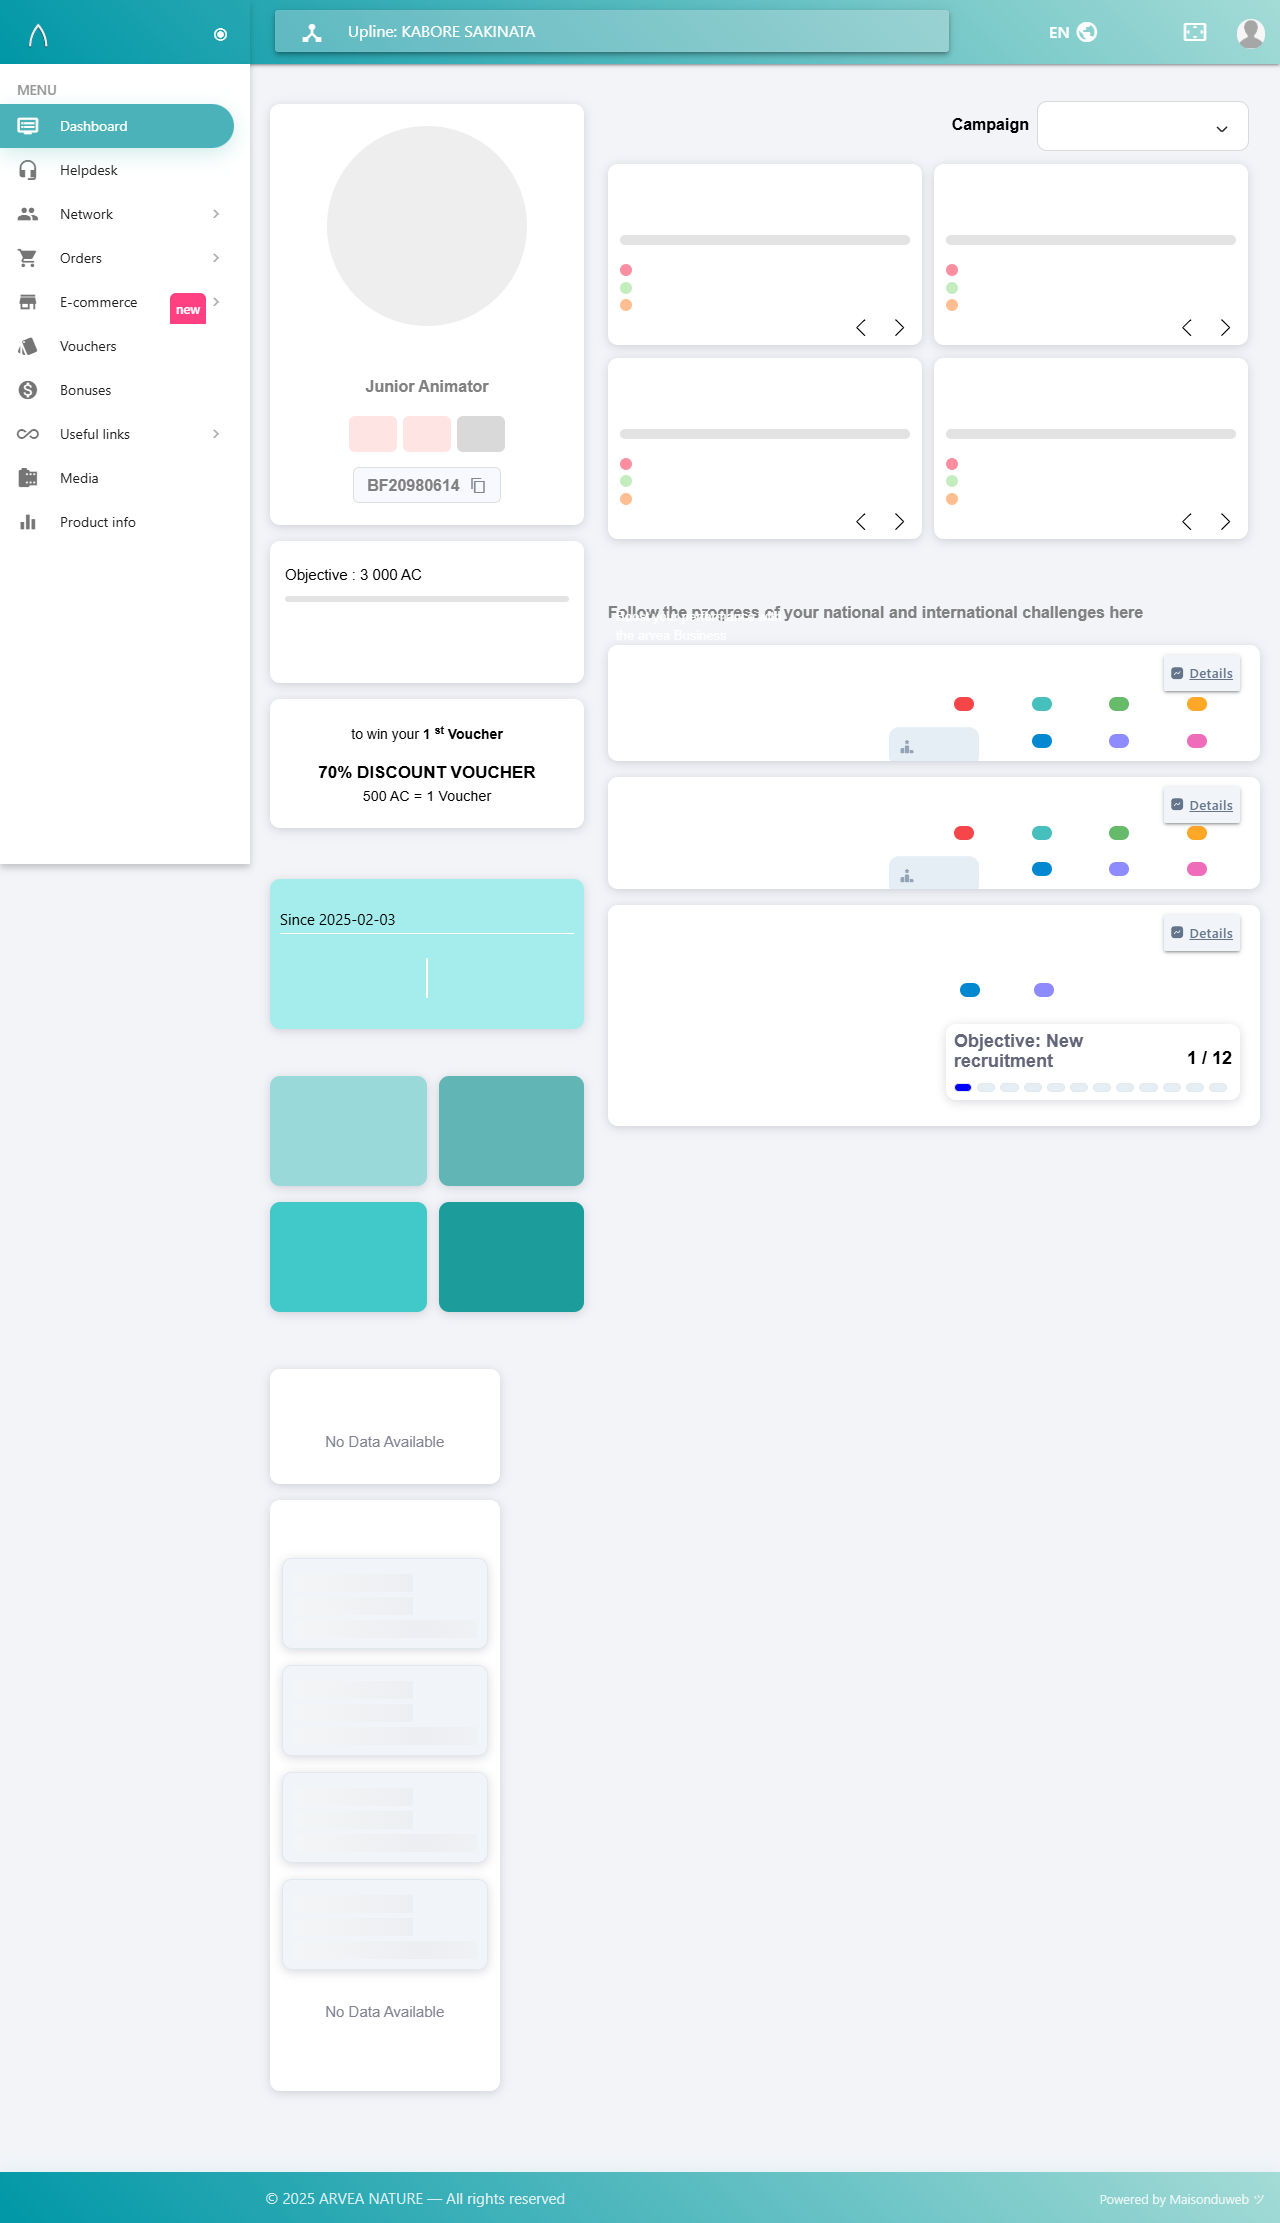 Upline: KABORE SAKINATA
EN
MENU
Dashboard
Helpdesk
Network
Orders
E-commerce
new
Vouchers
Bonuses
Useful links
Media
Product info
Junior Animator
BF20980614
Objective : 3 000 AC
to win your 1 st Voucher
70% DISCOUNT VOUCHER
500 AC = 1 Voucher
Since 2025-02-03
No Data Available
No Data Available
Campaign
Follow the progress of your national and international challenges here
the arvea Business
Details
Details
Details
Objective: New
recruitment
1 / 12
© 2025 ARVEA NATURE — All rights reserved
Powered by Maisonduweb ツ